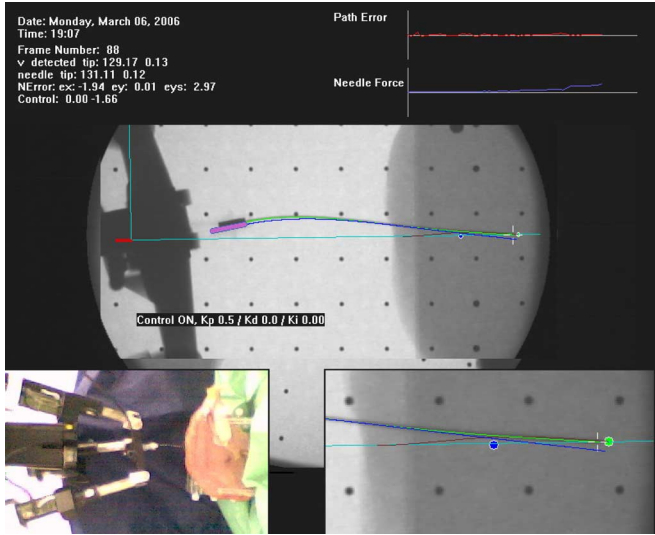 Date: Monday, March 06, 2006
Time: 19:07
Frame Number: 88
v detected tip: 129.17 0.13
needle tip: 131.11 0.12
NError: ex: -1.94 ey: 0.01 eys: 2.97
Control: 0.00 -1.66
Path Error
Needle Force
Control ON, Kp 0.5 / Kd 0.0 / Ki 0.00